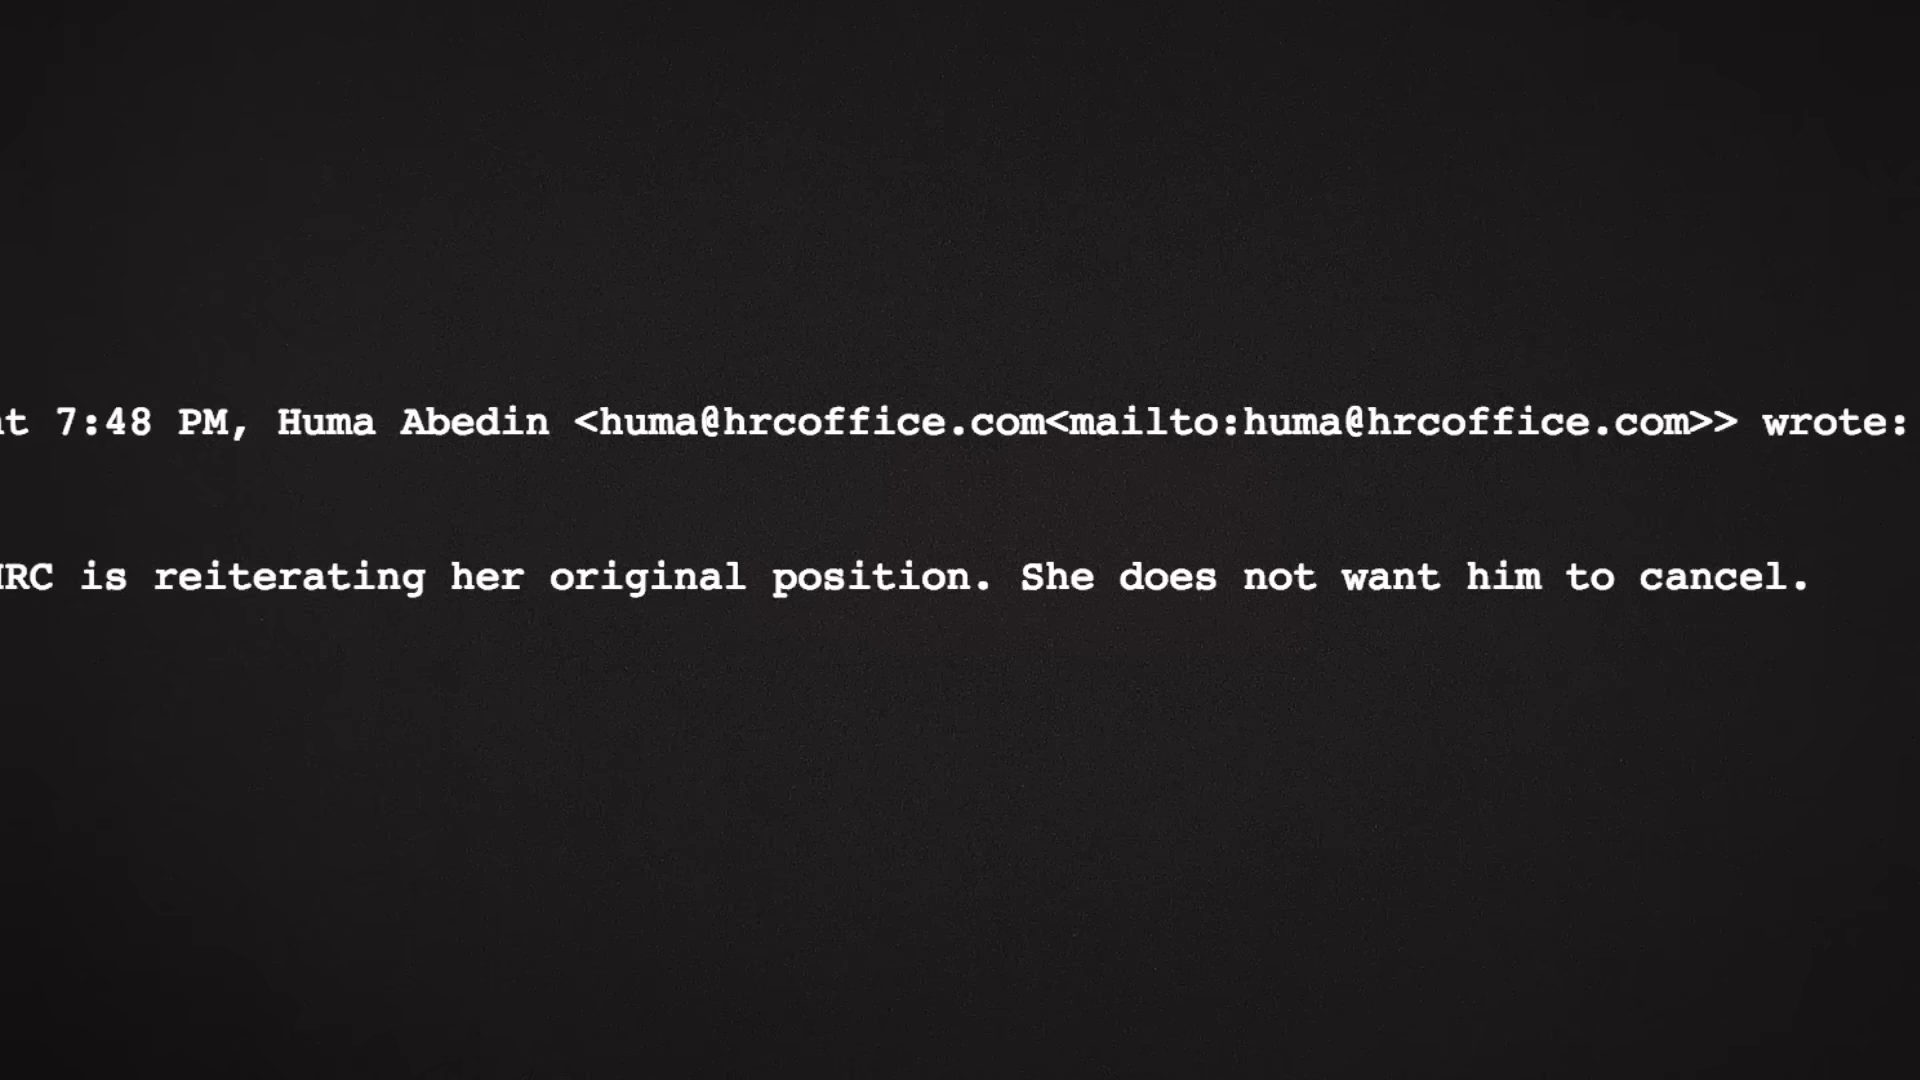 7:48 PM, Huma Abedin <huma@hrcoffice.com<mailto:huma@hrcoffice.com>> wrote:
is reiterating her original position. She does not want him to cancel.